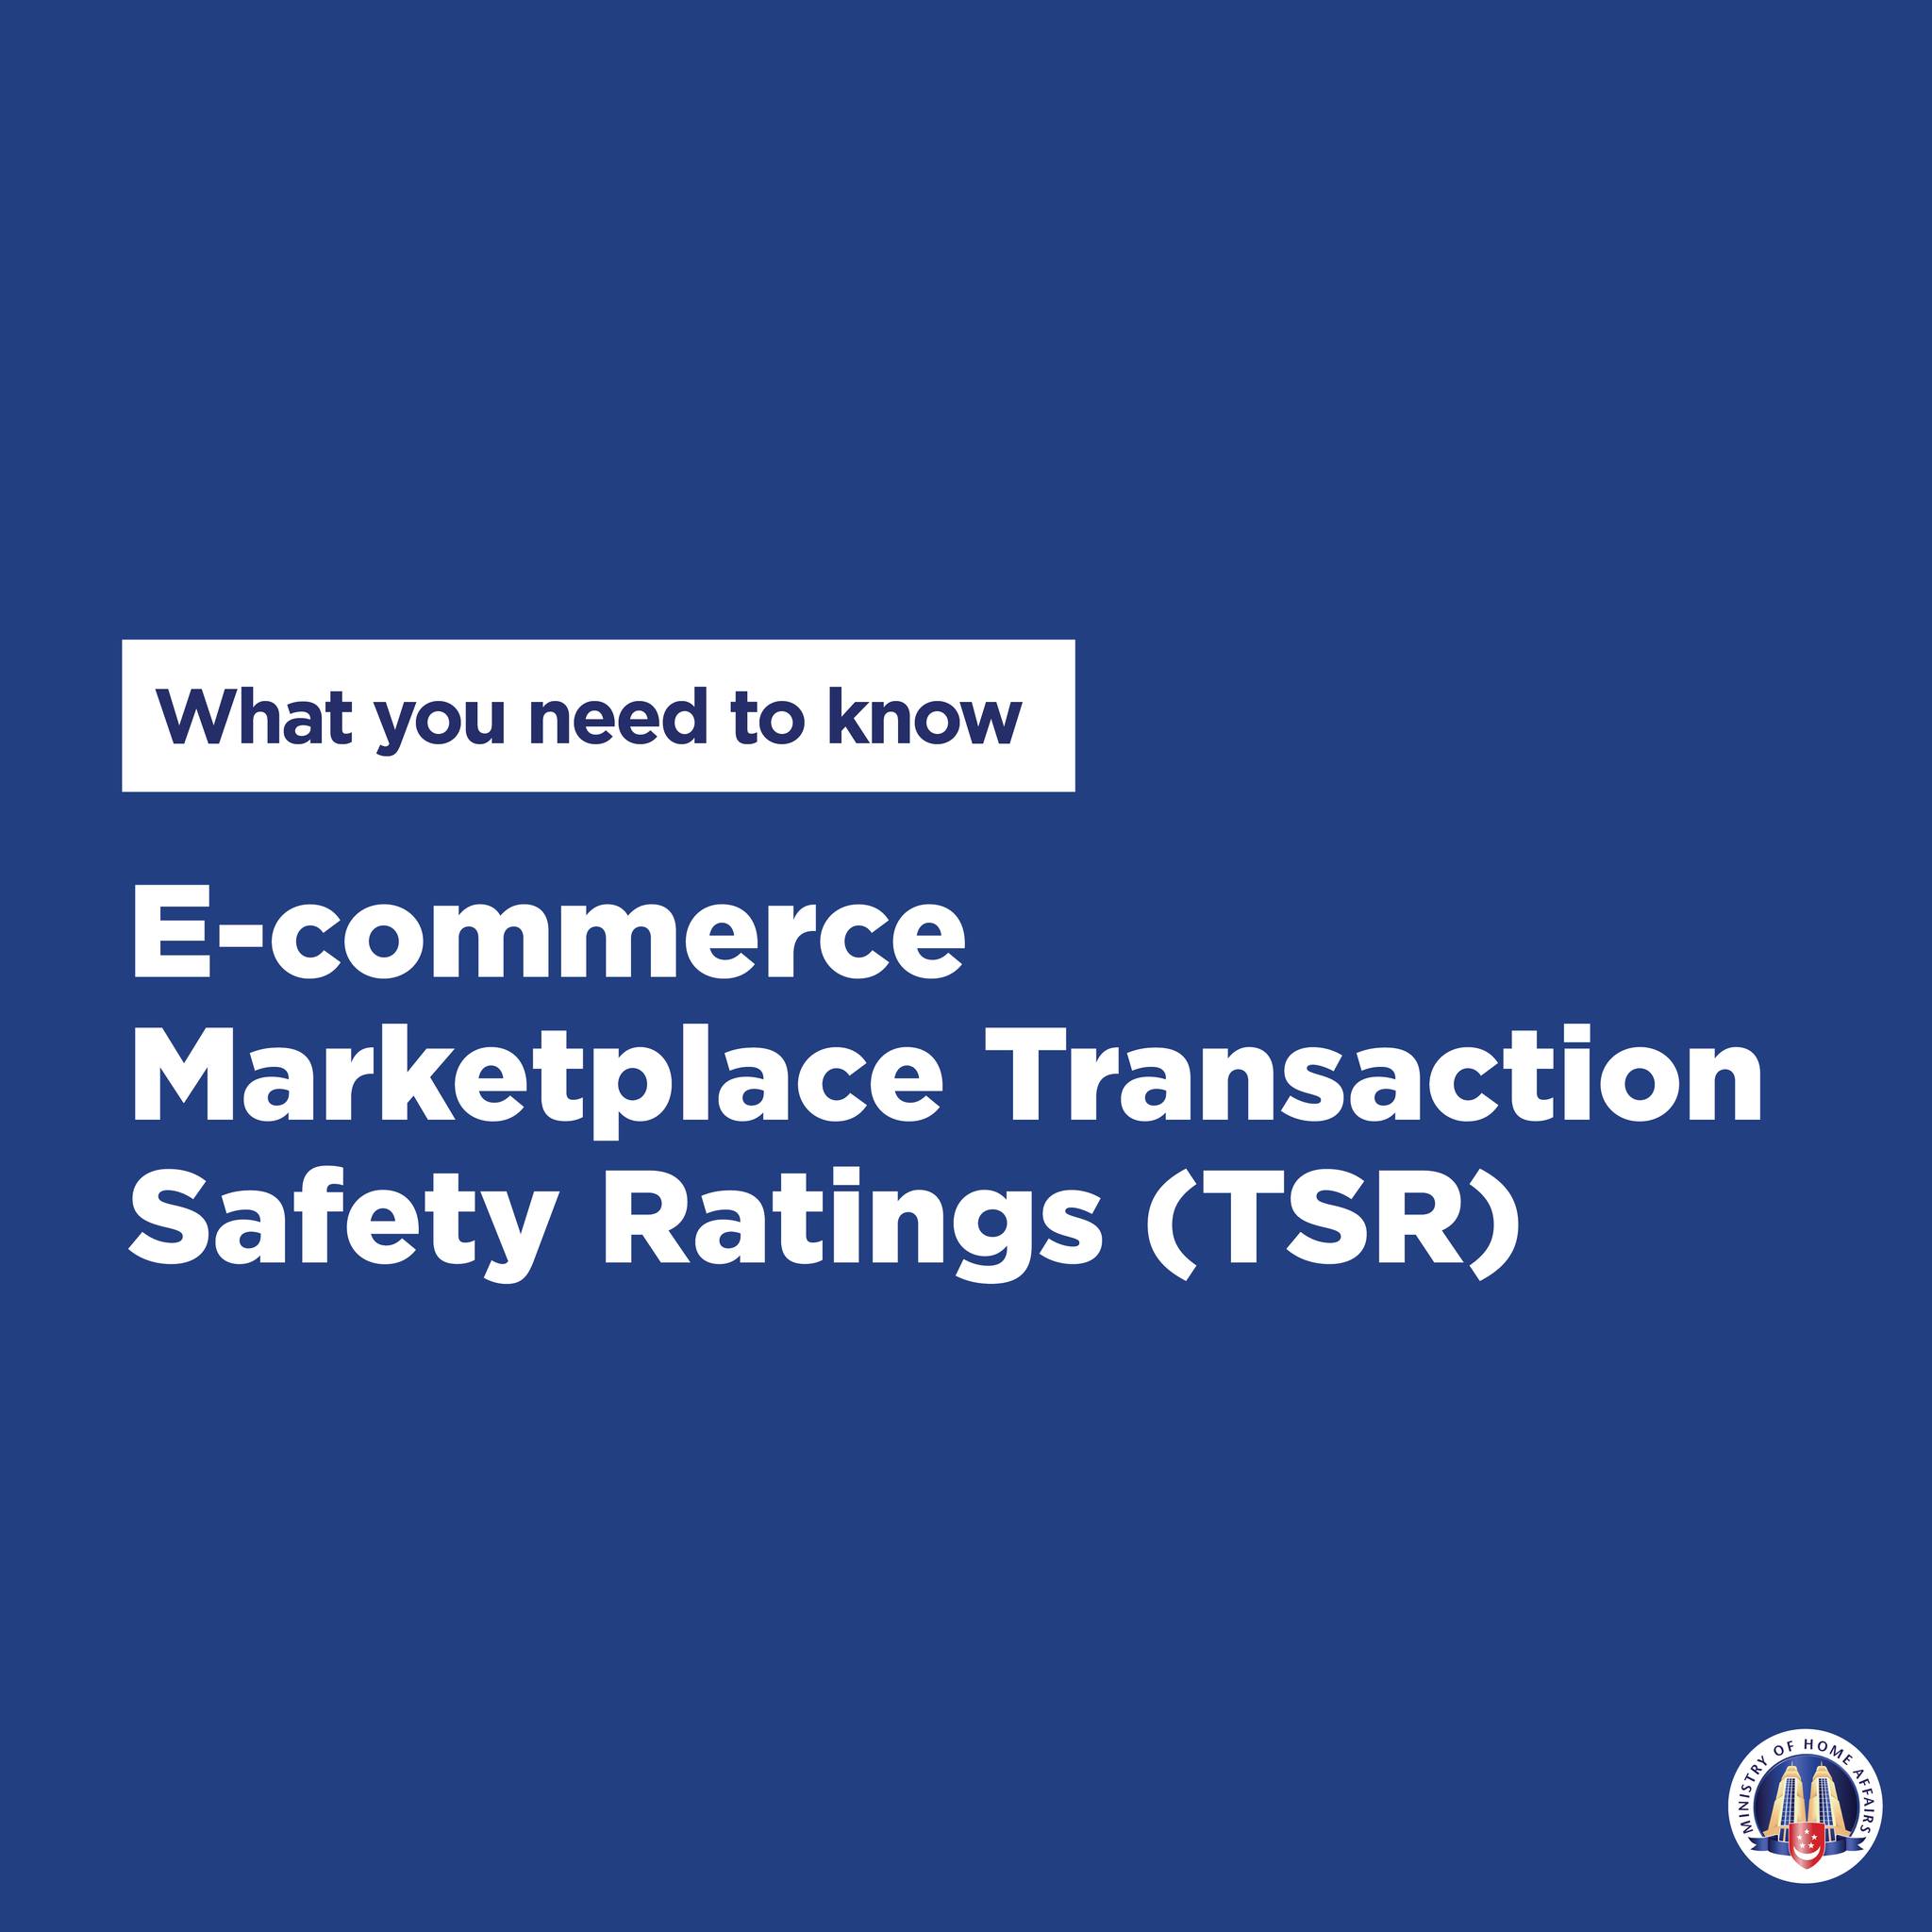 What you need to know
E-commerce
Marketplace Transaction
Safety Ratings (TSR)
MINISTRY OF HOME AFFAIRS